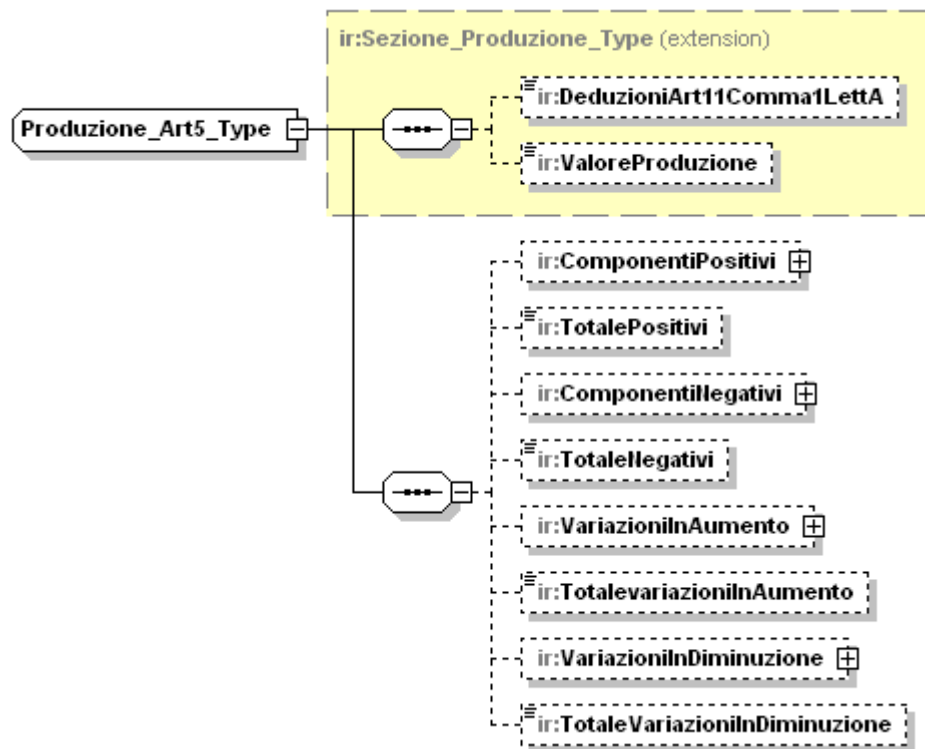 ir:Sezione_Produzione_Type (extension)
ir:DeduzioniArt11Comma1LettA
Produzione_Art5_Type
ir:ValoreProduzione
ir:ComponentiPositivi
ir:TotalePositivi
ir:ComponentiNegativi
ir:TotaleNegativi
ir:VariazioniInAumento
ir:TotalevariazioniInAumento
ir:VariazioniInDiminuzione
ir:TotaleVariazioniInDiminuzione